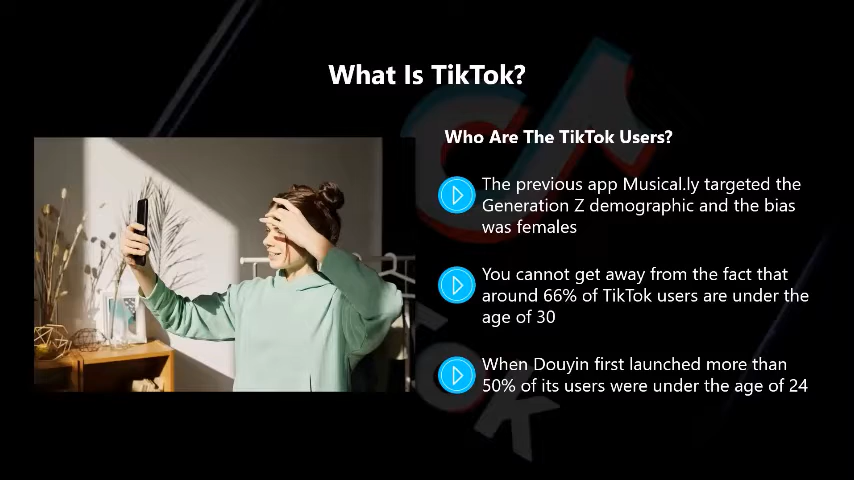 What Is TikTok?
Who Are The TikTok Users?
The previous app Musical.ly targeted the
Generation Z demographic and the bias
was females
You cannot get away from the fact that
around 66% of TikTok users are under the
age of 30
When Douyin first launched more than
50% of its users were under the age of 24